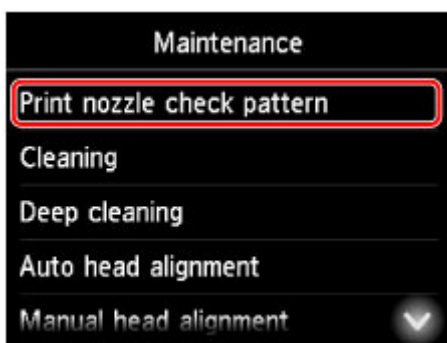 Maintenance
Print nozzle check pattern
Cleaning
Deep cleaning
Auto head alignment
Manual head alignment